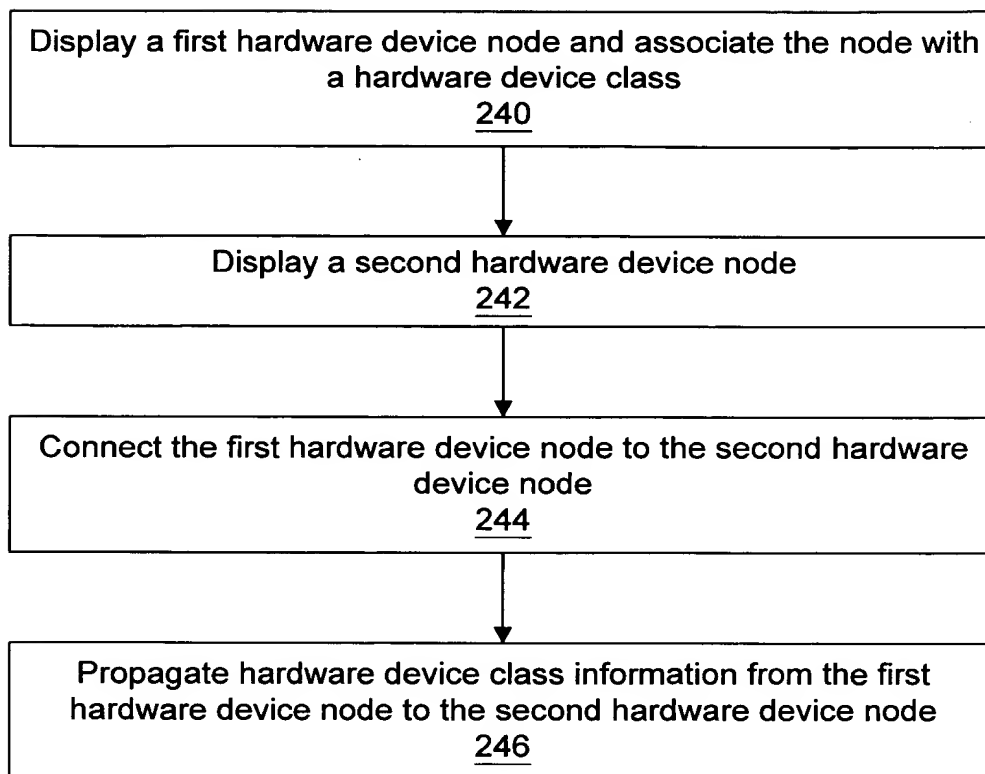 Display a first hardware device node and associate the node with
a hardware device class
240
Display a second hardware device node
242
Connect the first hardware device node to the second hardware
device node
244
Propagate hardware device class information from the first
hardware device node to the second hardware device node
246